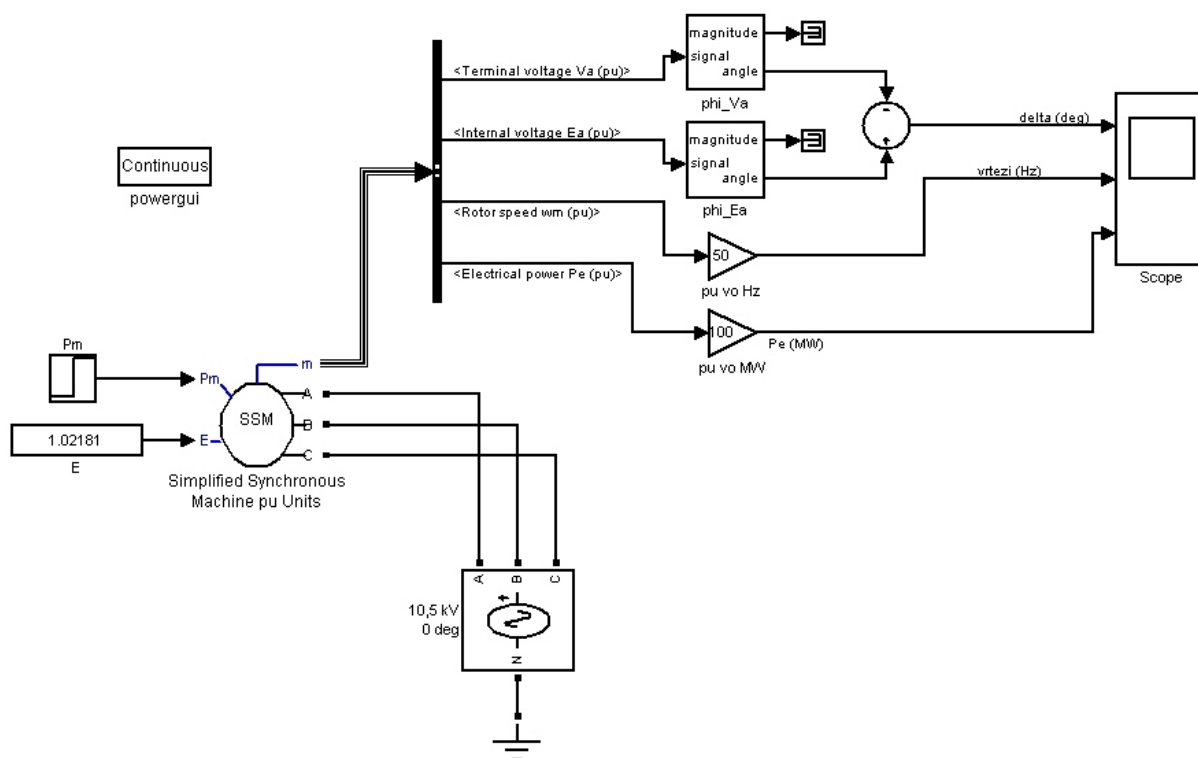 magnitude
signal
angle
phi_Va
<Terminal voltage Va (pu)>
magnitude
signal
angle
phi_Ea
<Internal voltage Ea (pu)>
-
+
delta (deg)
vrtezi (Hz)
Scope
Continuous
powergui
<Rotor speed wm (pu)>
50
pu vo Hz
<Electrical power Pe (pu)>
100
pu vo MW
Pe (MW)
Pm
Pm
m
A
SSM
B
1.02181
E
E
C
Simplified Synchronous
Machine pu Units
A
B
C
10,5 kV
0 deg
+
N